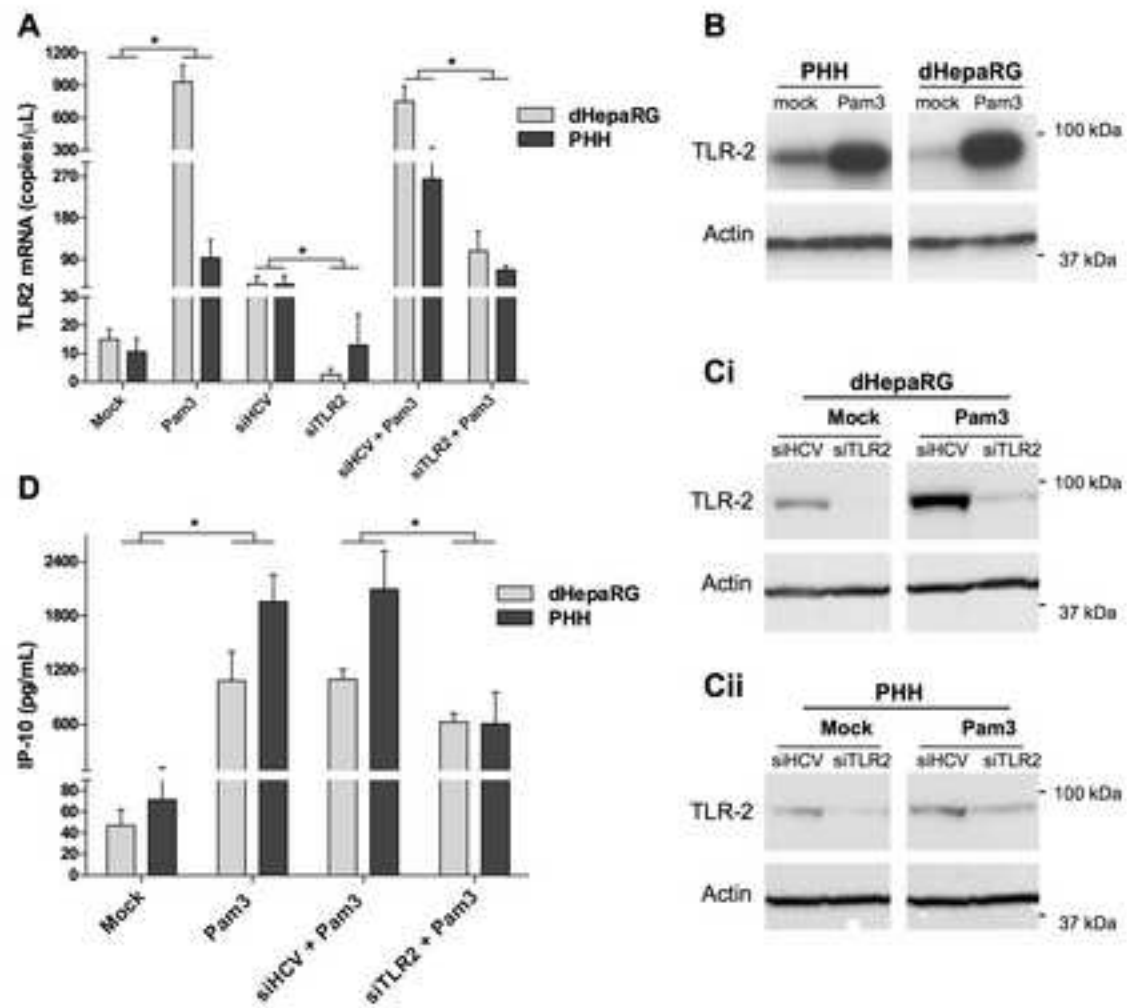 A
TLR2 mRNA (copies/µL)
1200
900
600
300
270
180
90
30
20
10
0
*
*
*
dHepaRG
PHH
Mock
Pam3
siHCV
siTLR2
siHCV + Pam3
siTLR2 + Pam3
B
PHH
dHepaRG
mock
Pam3
mock
Pam3
TLR-2
100 kDa
Actin
37 kDa
Ci
dHepaRG
Mock
Pam3
siHCV
siTLR2
siHCV
siTLR2
TLR-2
100 kDa
Actin
37 kDa
Cii
PHH
Mock
Pam3
siHCV
siTLR2
siHCV
siTLR2
TLR-2
100 kDa
Actin
37 kDa
D
IP-10 (pg/mL)
2400
1800
1200
600
80
60
40
20
0
*
*
dHepaRG
PHH
Mock
Pam3
siHCV + Pam3
siTLR2 + Pam3